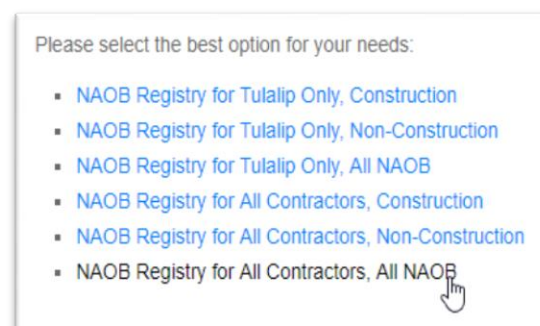 Please select the best option for your needs:
NAOB Registry for Tulalip Only, Construction
NAOB Registry for Tulalip Only, Non-Construction
NAOB Registry for Tulalip Only, All NAOB
NAOB Registry for All Contractors, Construction
NAOB Registry for All Contractors, Non-Construction
NAOB Registry for All Contractors, All NAOB